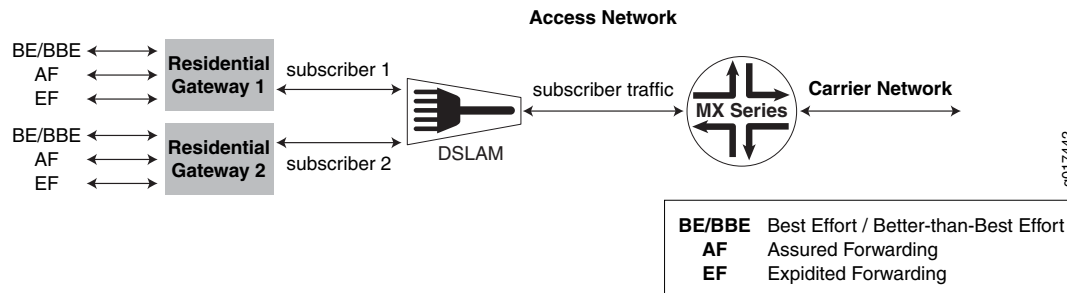 Access Network
BE/BBE
AF
EF
Residential
Gateway 1
subscriber 1
BE/BBE
AF
EF
Residential
Gateway 2
subscriber 2
DSLAM
subscriber traffic
MX Series
Carrier Network
g017443
BE/BBE Best Effort / Better-than-Best Effort
AF Assured Forwarding
EF Expidited Forwarding